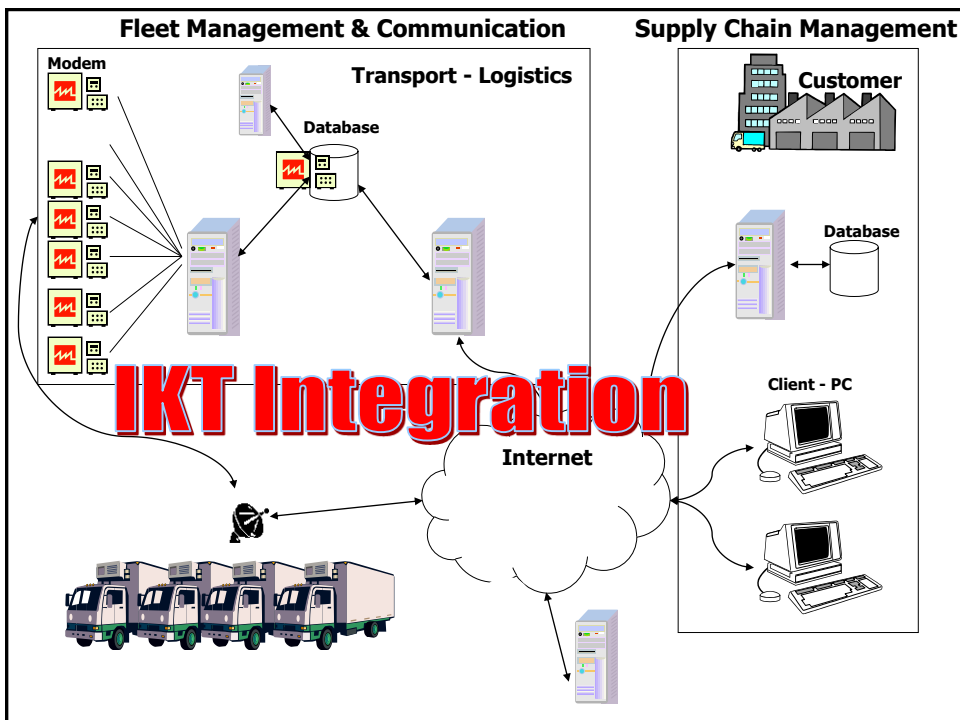 Fleet Management & Communication
Supply Chain Management
Modem
Transport - Logistics
Customer
Database
Database
IKT Integration
Client - PC
Internet